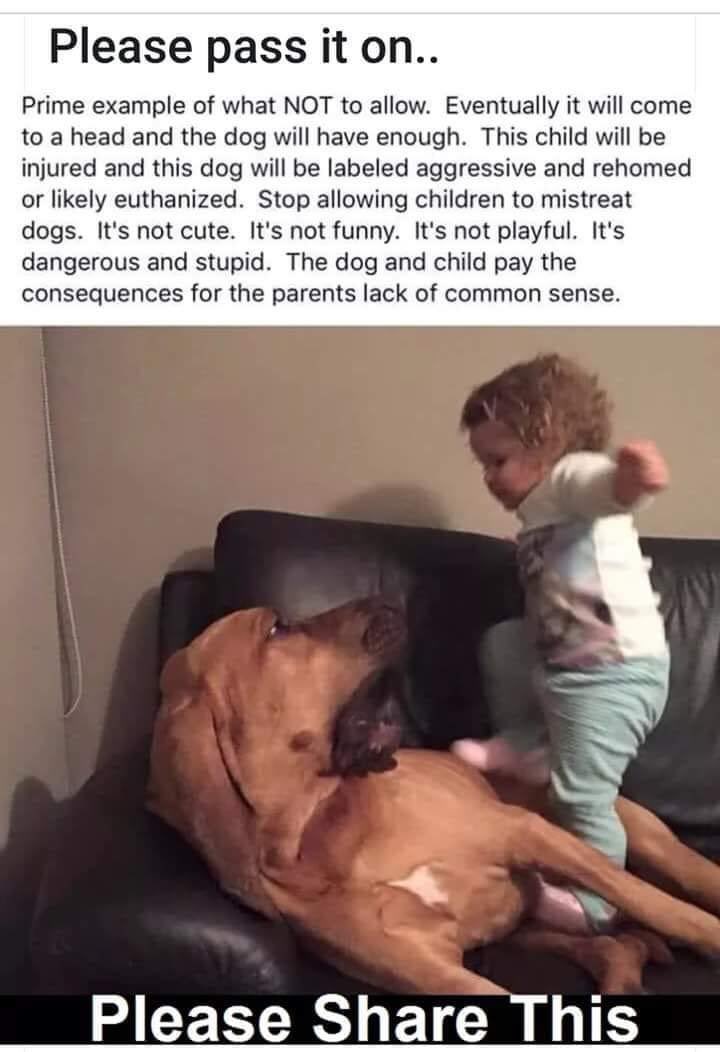 Please pass it on..
Prime example of what NOT to allow. Eventually it will come
to a head and the dog will have enough. This child will be
injured and this dog will be labeled aggressive and rehomed
or likely euthanized. Stop allowing children to mistreat
dogs. It's not cute. It's not funny. It's not playful. It's
dangerous and stupid. The dog and child pay the
consequences for the parents lack of common sense.
Please Share This